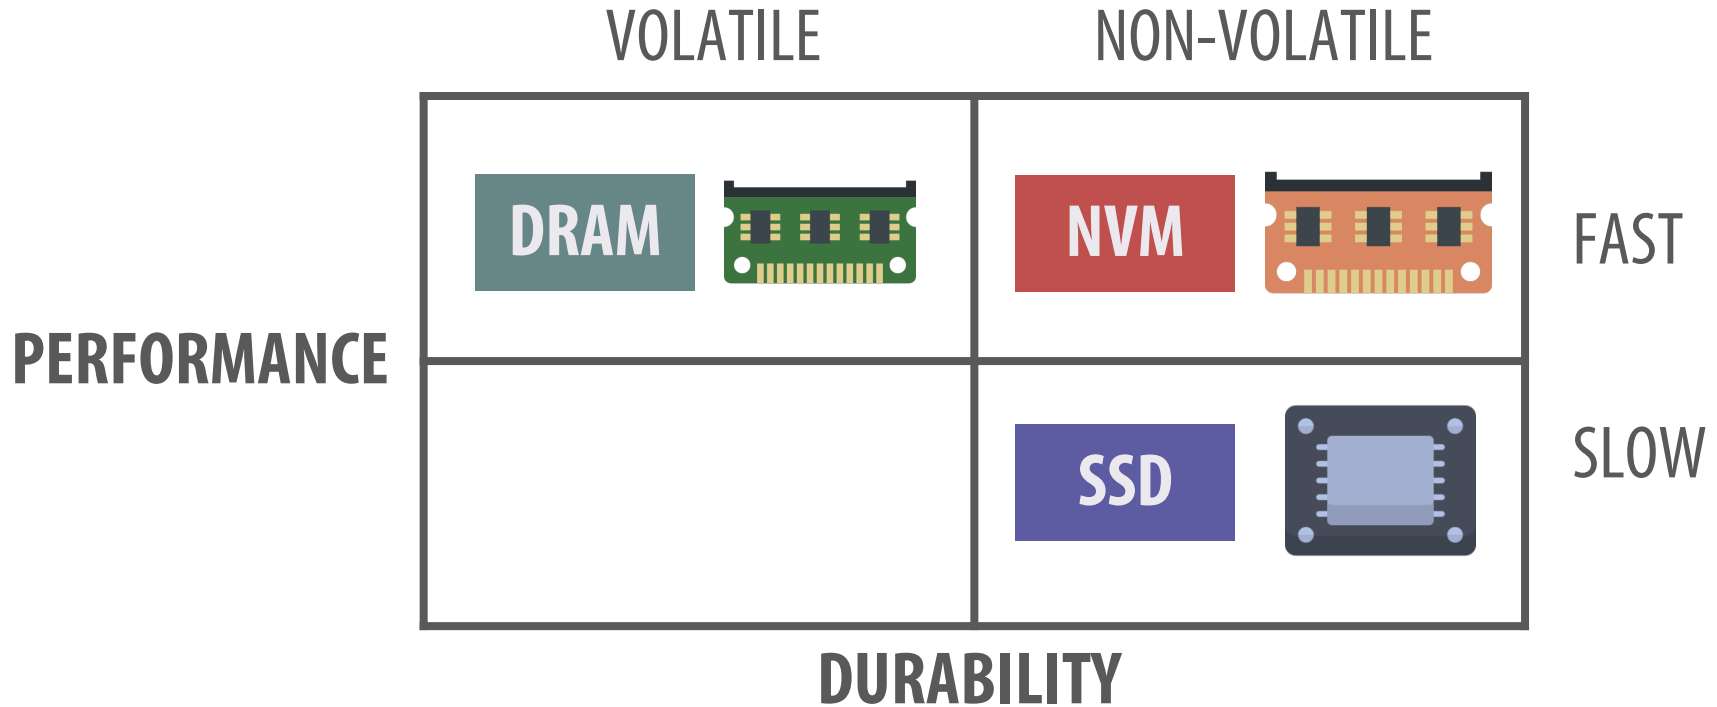 VOLATILE
NON-VOLATILE
DRAM
NVM
FAST
PERFORMANCE
SSD
SLOW
DURABILITY